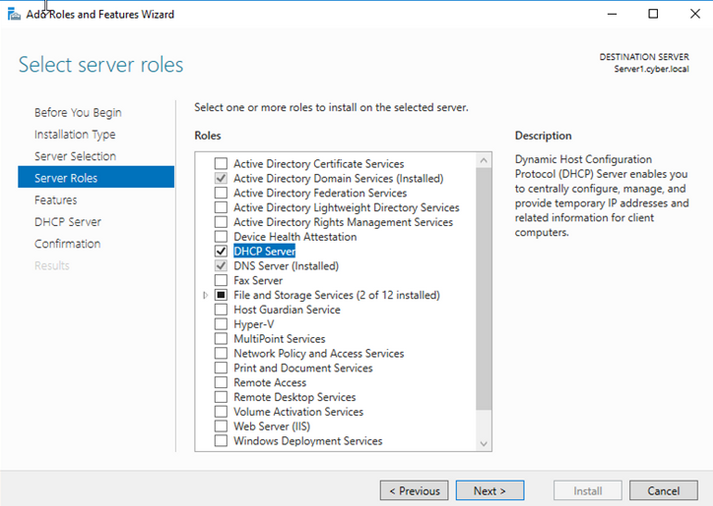 Add Roles and Features Wizard
Select server roles
DESTINATION SERVER
Server1.cyber.local
Before You Begin
Installation Type
Server Selection
Server Roles
Features
DHCP Server
Confirmation
Results
Select one or more roles to install on the selected server.
Roles
Active Directory Certificate Services
Active Directory Domain Services (Installed)
Active Directory Federation Services
Active Directory Lightweight Directory Services
Active Directory Rights Management Services
Device Health Attestation
DHCP Server
DNS Server (Installed)
Fax Server
File and Storage Services (2 of 12 installed)
Host Guardian Service
Hyper-V
MultiPoint Services
Network Policy and Access Services
Print and Document Services
Remote Access
Remote Desktop Services
Volume Activation Services
Web Server (IIS)
Windows Deployment Services
Description
Dynamic Host Configuration
Protocol (DHCP) Server enables you
to centrally configure, manage, and
provide temporary IP addresses and
related information for client
computers.
< Previous
Next >
Install
Cancel